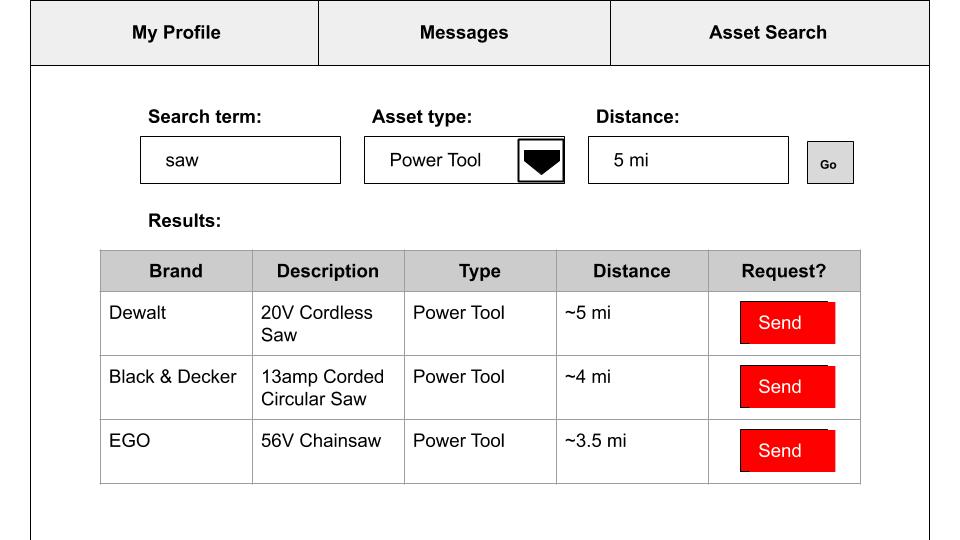 My Profile Messages Asset Search
Search term: Asset type: Distance:
saw Power Tool 5 mi Go
Results:
Brand Description Type Distance Request?
Dewalt 20V Cordless Saw Power Tool ~5 mi Send
Black & Decker 13amp Corded Circular Saw Power Tool ~4 mi Send
EGO 56V Chainsaw Power Tool ~3.5 mi Send